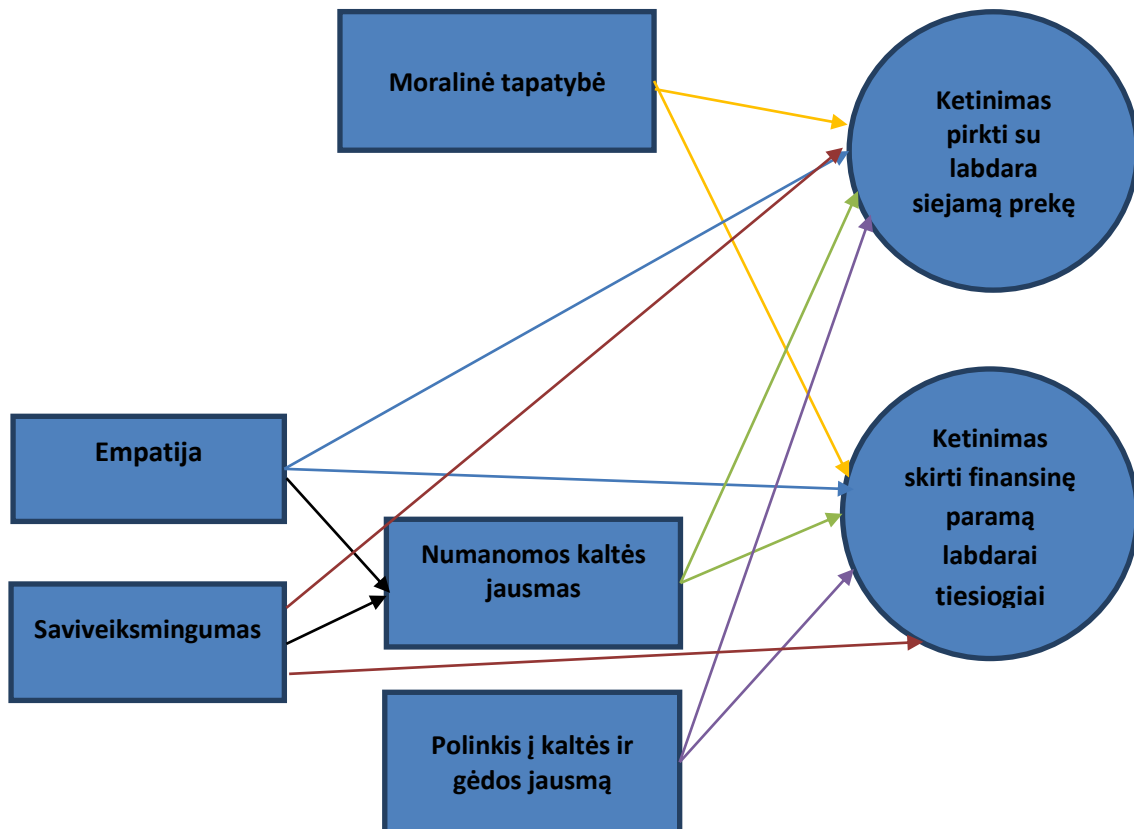 Moralinė tapatybė
Ketinimas
pirkti su
labdara
siejamą prekę
Empatija
Ketinimas
skirti finansinę
paramą
labdarai
tiesiogiai
Numanomos kaltės
jausmas
Saviveiksmingumas
Polinkis į kaltės ir
gėdos jausmą